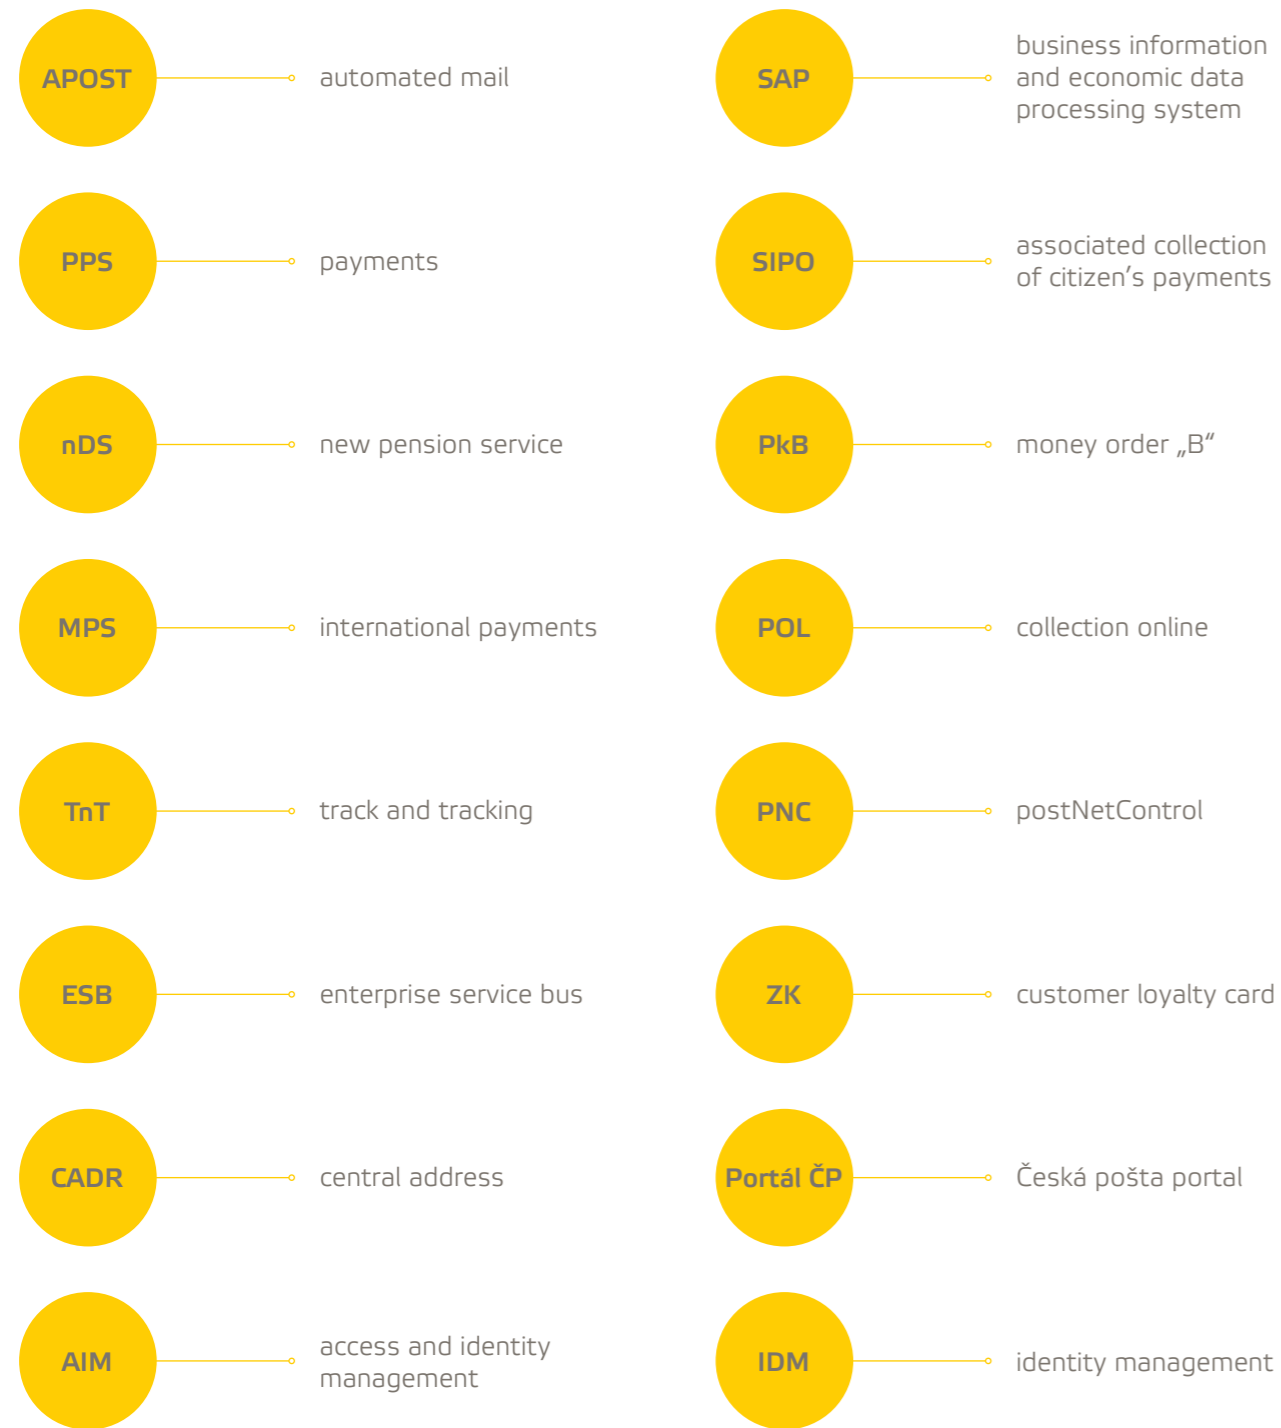 APOST
automated mail
SAP
business information
and economic data
processing system
PPS
payments
SIPO
associated collection
of citizen's payments
nDS
new pension service
PkB
money order „B“
MPS
international payments
POL
collection online
TnT
track and tracking
PNC
postNetControl
ESB
enterprise service bus
ZK
customer loyalty card
CADR
central address
Portál ČP
Česká pošta portal
AIM
access and identity
management
IDM
identity management